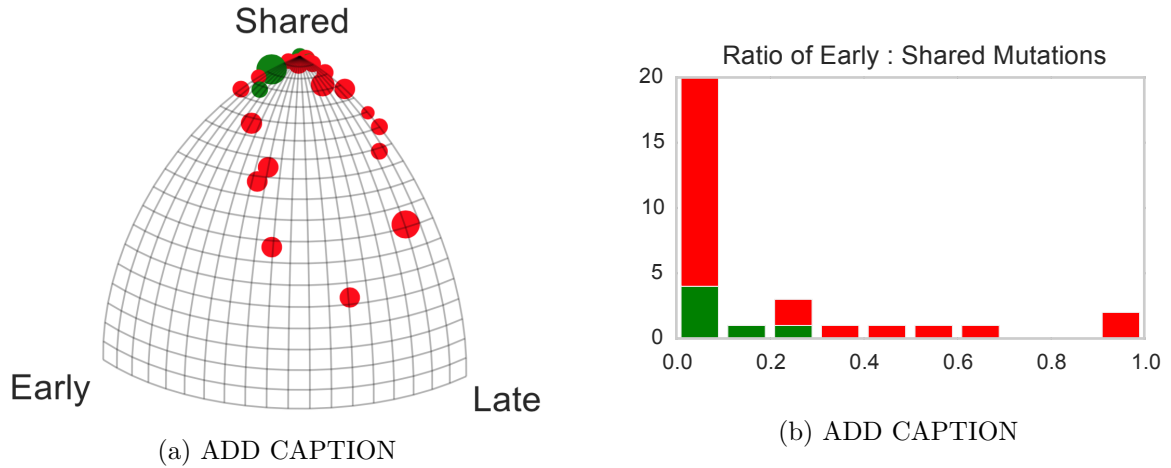 Shared
Early
Late
(a) ADD CAPTION
Ratio of Early : Shared Mutations
20
15
10
5
0
0.0 0.2 0.4 0.6 0.8 1.0
(b) ADD CAPTION